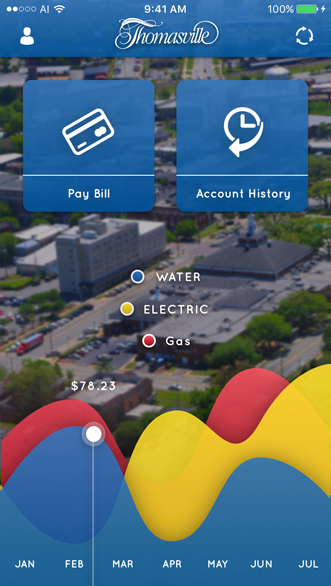 AI 9:41 AM 100%
Thomasville
Pay Bill Account History
WATER
ELECTRIC
Gas
$78.23
JAN FEB MAR APR MAY JUN JUL